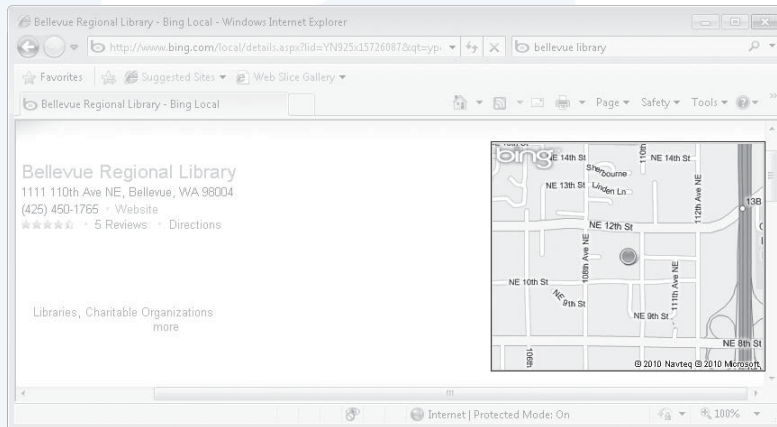 Bellevue Regional Library - Bing Local - Windows Internet Explorer
http://www.bing.com/local/details.aspx?lid=YN925x15726087&qt=yp- bellevue library
Favorites Suggested Sites Web Slice Gallery
Bellevue Regional Library - Bing Local Page Safety Tools
Bellevue Regional Library
1111 110th Ave NE, Bellevue, WA 98004
(425) 450-1765 · Website
5 Reviews · Directions
Libraries, Charitable Organizations
more
bing
NE 14th St
NE 14th St
110th
Sherbourne
NE 13th St
Linden Ln
112th Ave NE
13B
NE 12th St
108th Ave NE
NE 10th St
111th Ave NE
NE 9th St
NE 9th St
106th
NE 8th St
© 2010 Navteq © 2010 Microsoft
Internet | Protected Mode: On 100%